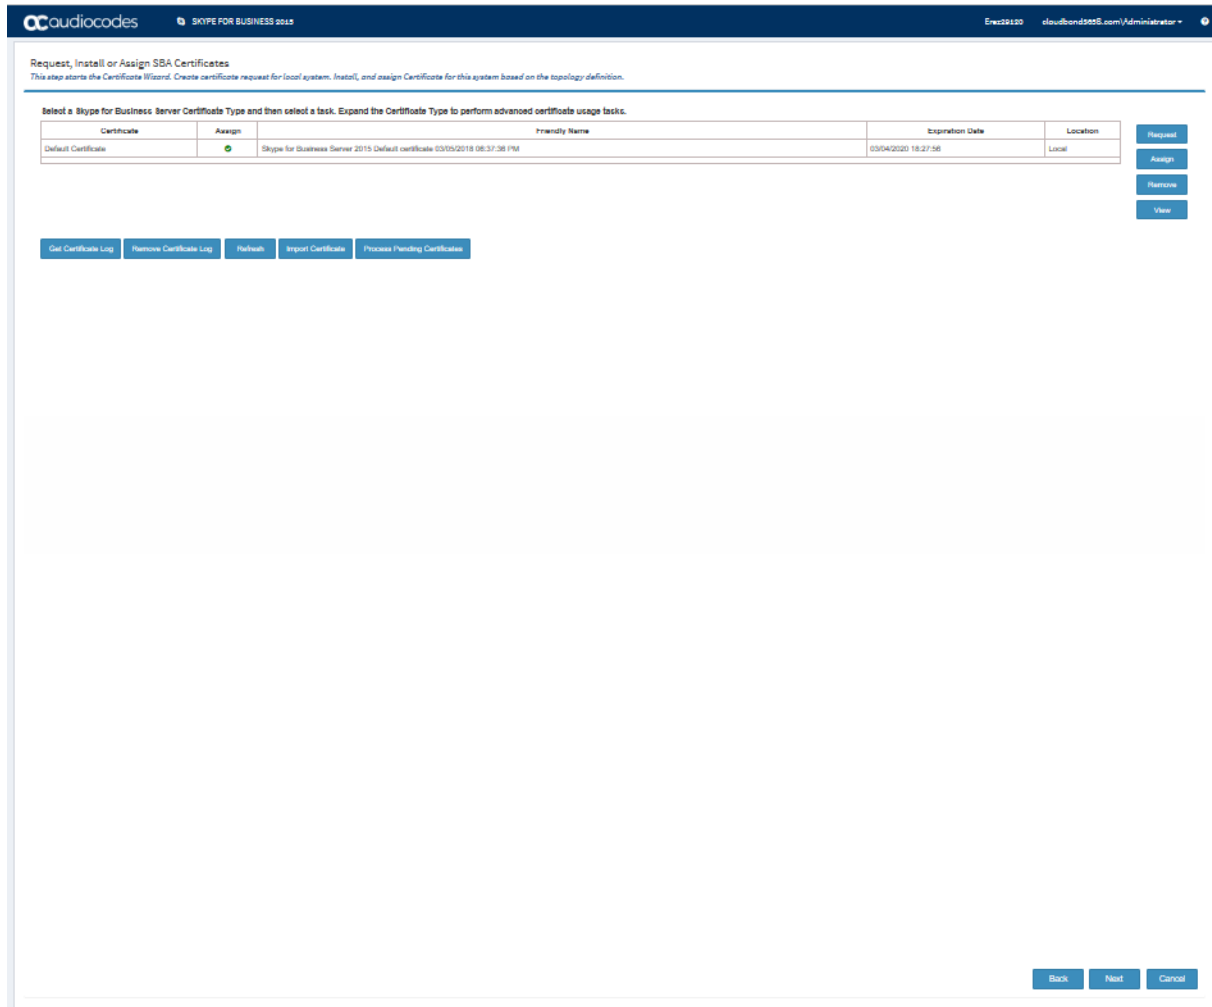 audiocodes SKYPE FOR BUSINESS 2015 Erez29120 cloudbond365B.com\Administrator
Request, Install or Assign SBA Certificates
This step starts the Certificate Wizard. Create certificate request for local system. Install, and assign Certificate for this system based on the topology definition.
Select a Skype for Business Server Certificate Type and then select a task. Expand the Certificate Type to perform advanced certificate usage tasks.
Certificate Assign Friendly Name Expiration Date Location
Default Certificate Skype for Business Server 2015 Default certificate 03/05/2018 06:37:38 PM 03/04/2020 18:27:56 Local
Request
Assign
Remove
View
Get Certificate Log Remove Certificate Log Refresh Import Certificate Process Pending Certificates
Back Next Cancel